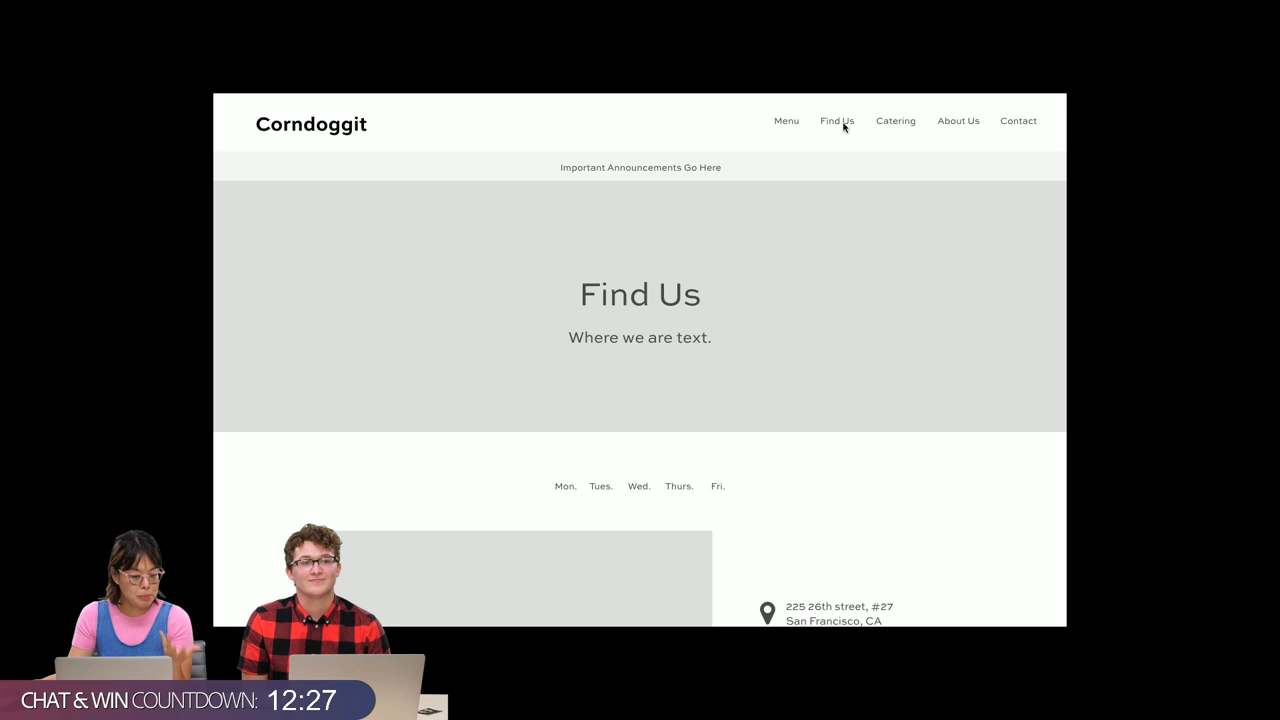 Corndoggit
Menu Find Us Catering About Us Contact
Important Announcements Go Here
Find Us
Where we are text.
Mon. Tues. Wed. Thurs. Fri.
225 26th street, #27
San Francisco, CA
CHAT & WIN COUNTDOWN: 12:27